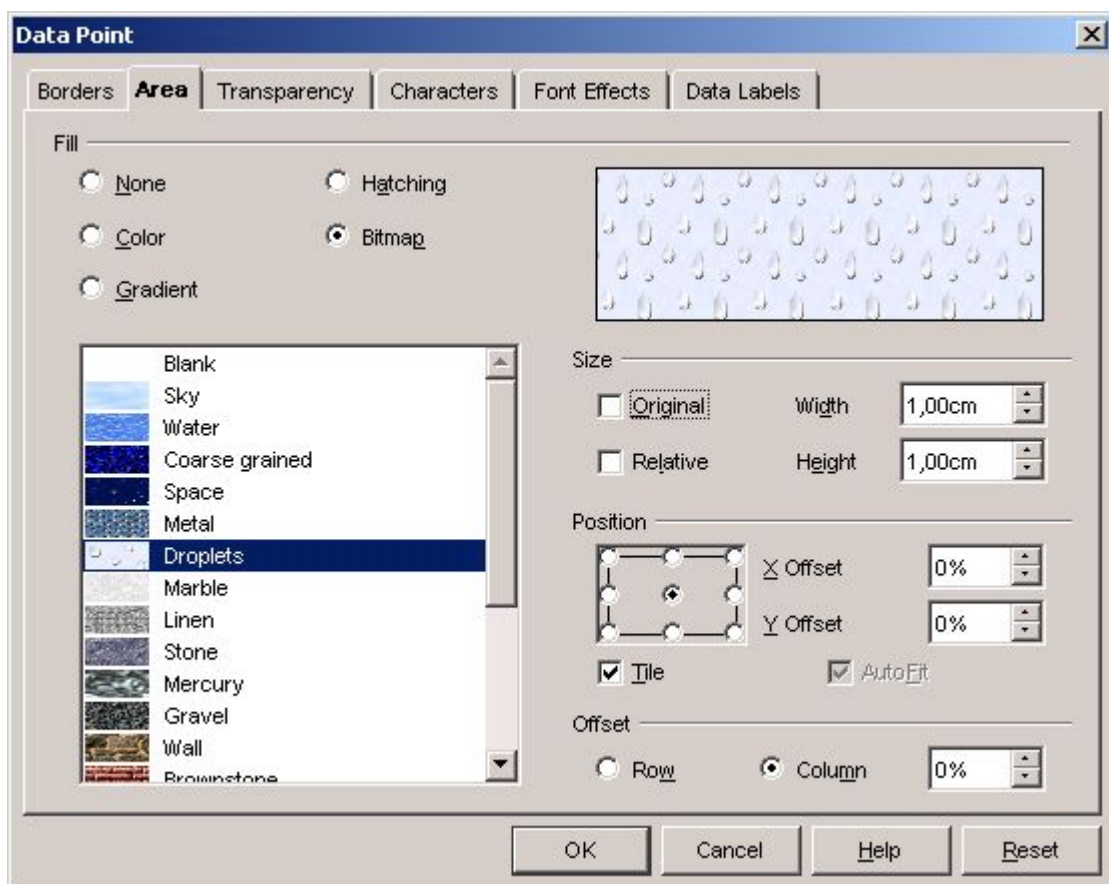 Data Point
Borders Area Transparency Characters Font Effects Data Labels
Fill
None Hatching
Color Bitmap
Gradient
Blank
Sky
Water
Coarse grained
Space
Metal
Droplets
Marble
Linen
Stone
Mercury
Gravel
Wall
Brownstone
Size
Original Width 1,00cm
Relative Height 1,00cm
Position
X Offset 0%
Y Offset 0%
Tile AutoFit
Offset
Row Column 0%
OK Cancel Help Reset